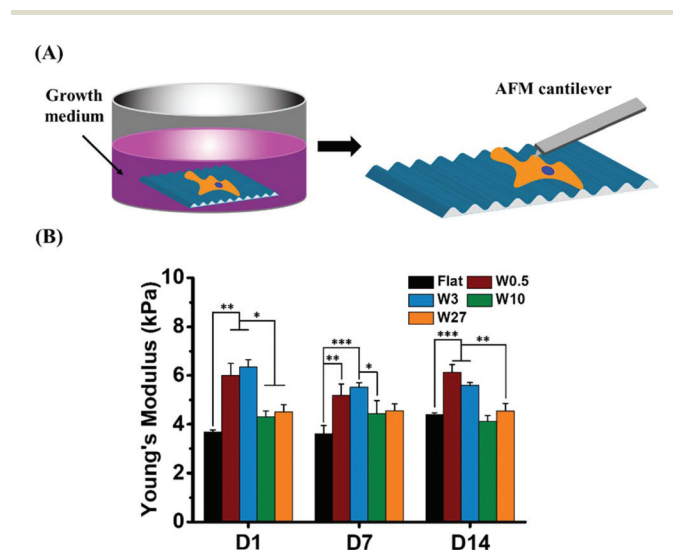 (A)
Growth
medium
AFM cantilever
(B)
Young's Modulus (kPa)
10
8
6
4
2
0
Flat W0.5
W3 W10
W27
** *
*** ** *
*** **
D1 D7 D14